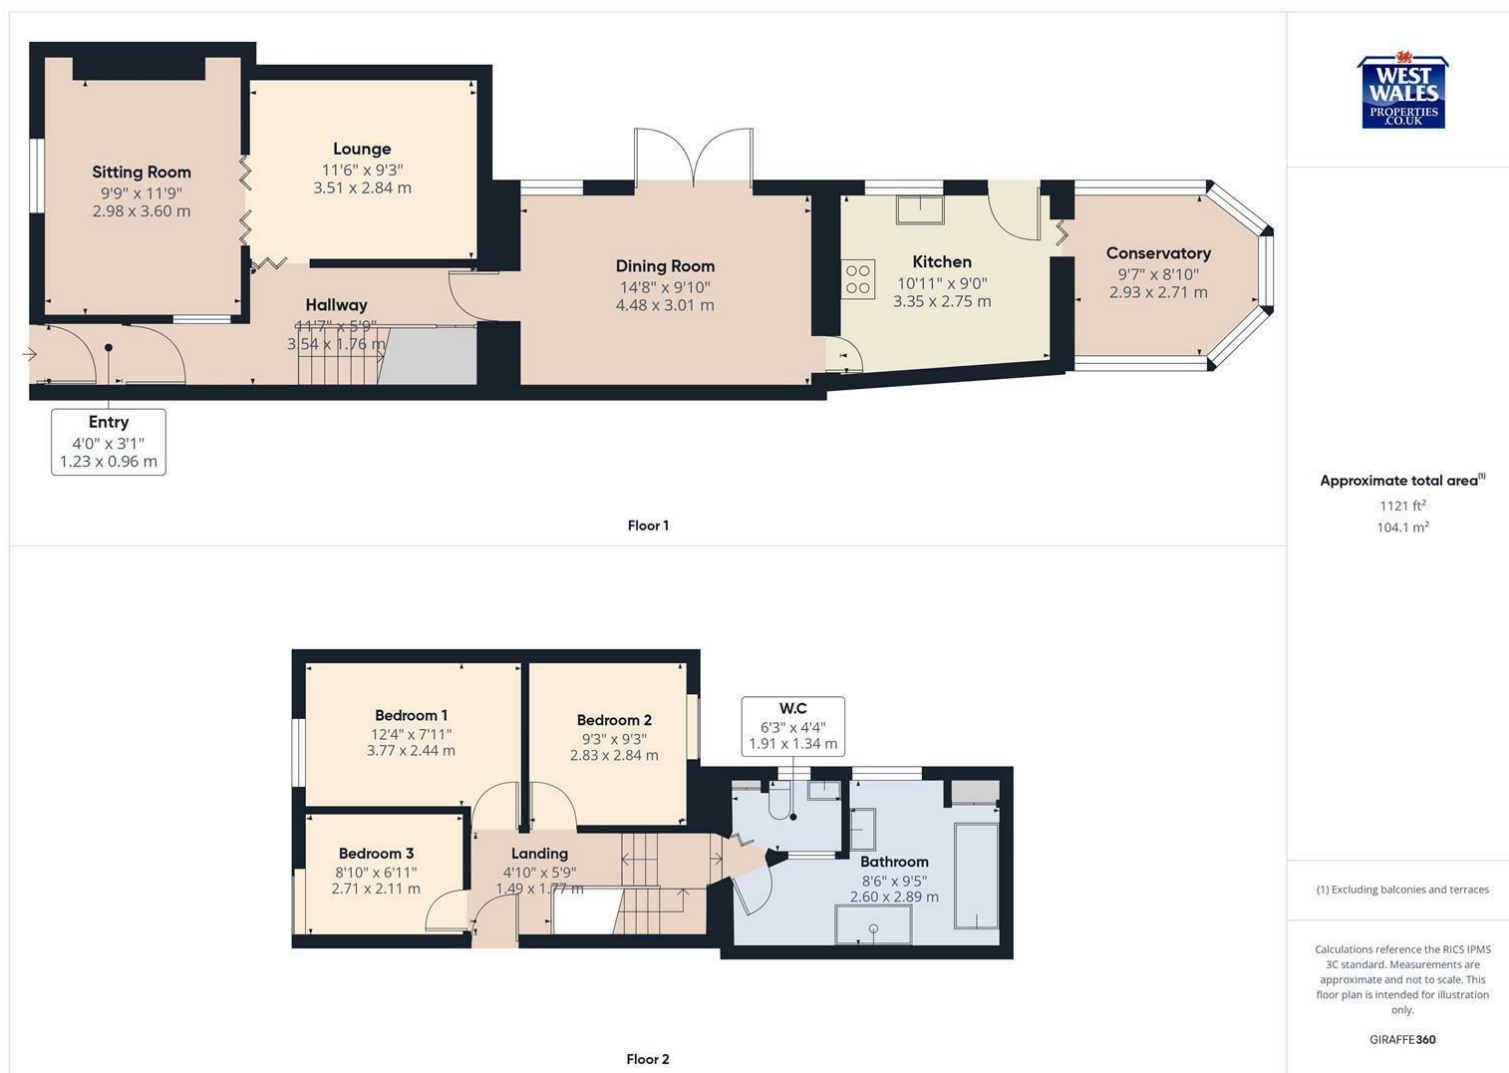 Sitting Room
9'9" x 11'9"
2.98 x 3.60 m
Lounge
11'6" x 9'3"
3.51 x 2.84 m
Hallway
11'7" x 5'9"
3.54 x 1.76 m
Dining Room
14'8" x 9'10"
4.48 x 3.01 m
Kitchen
10'11" x 9'0"
3.35 x 2.75 m
Conservatory
9'7" x 8'10"
2.93 x 2.71 m
Entry
4'0" x 3'1"
1.23 x 0.96 m
Floor 1
Bedroom 1
12'4" x 7'11"
3.77 x 2.44 m
Bedroom 2
9'3" x 9'3"
2.83 x 2.84 m
W.C
6'3" x 4'4"
1.91 x 1.34 m
Bedroom 3
8'10" x 6'11"
2.71 x 2.11 m
Landing
4'10" x 5'9"
1.49 x 1.77 m
Bathroom
8'6" x 9'5"
2.60 x 2.89 m
Floor 2
WEST
WALES
PROPERTIES
.CO.UK
Approximate total area(1)
1121 ft²
104.1 m²
(1) Excluding balconies and terraces
Calculations reference the RICS IPMS
3C standard. Measurements are
approximate and not to scale. This
floor plan is intended for illustration
only.
GIRAFFE360